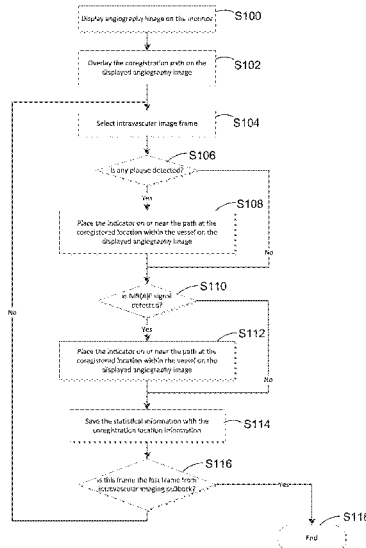 Display angiography image on the monitor
S100
Overlay the coregistration path on the
displayed angiography image
S102
Select intravascular image frame
S104
S106
Is any plaque detected?
Yes
No
S108
Place the indicator on or near the path at the
coregistered location within the vessel on the
displayed angiography image
S110
Is NIR(A)F signal
detected?
Yes
No
S112
Place the indicator on or near the path at the
coregistered location within the vessel on the
displayed angiography image
No
Save the statistical information with the
coregistration location information
S114
S116
Is this frame the last frame from
intravascular imaging pullback?
Yes
S118
End